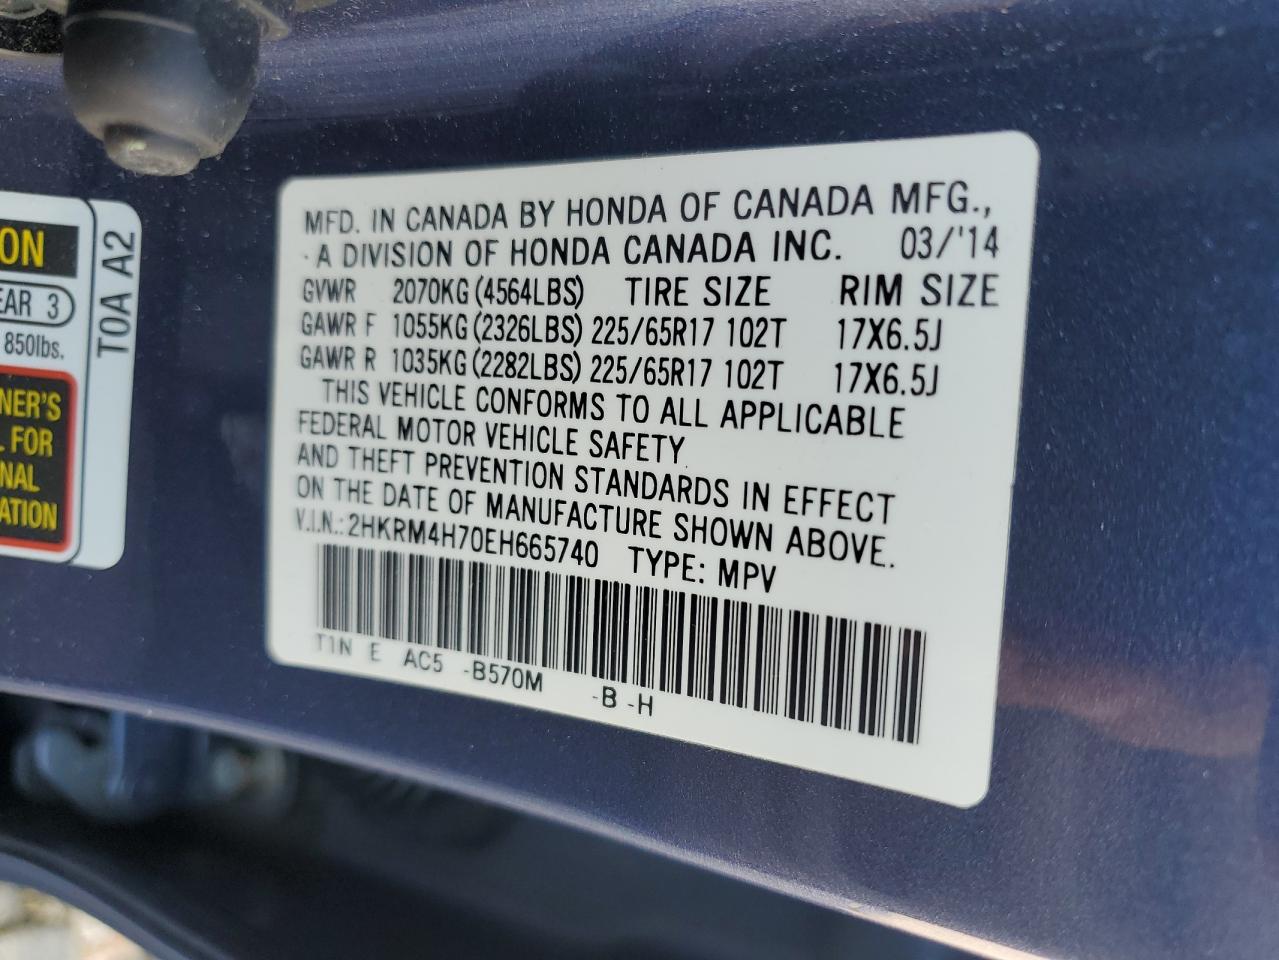 ON
EAR 3
850lbs.
NER'S
FOR
NAL
ATION
T0A A2
MFD. IN CANADA BY HONDA OF CANADA MFG.,
A DIVISION OF HONDA CANADA INC. 03/'14
GVWR 2070KG (4564LBS) TIRE SIZE RIM SIZE
GAWR F 1055KG (2326LBS) 225/65R17 102T 17X6.5J
GAWR R 1035KG (2282LBS) 225/65R17 102T 17X6.5J
THIS VEHICLE CONFORMS TO ALL APPLICABLE
FEDERAL MOTOR VEHICLE SAFETY
AND THEFT PREVENTION STANDARDS IN EFFECT
ON THE DATE OF MANUFACTURE SHOWN ABOVE.
V.I.N.: 2HKRM4H70EH665740 TYPE: MPV
T1N E AC5 -B570M -B -H